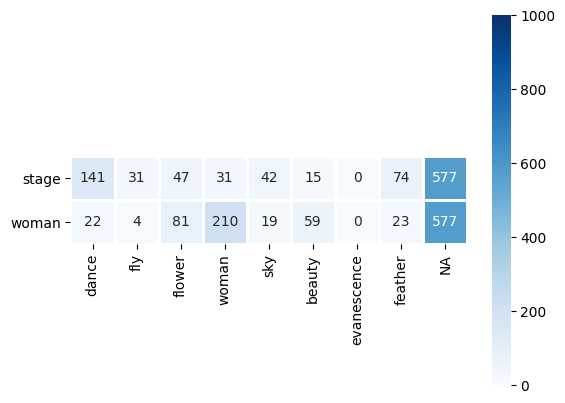 1000
800
600
400
200
0
stage 141 31 47 31 42 15 0 74 577
woman 22 4 81 210 19 59 0 23 577
dance fly flower woman sky beauty evanescence feather NA